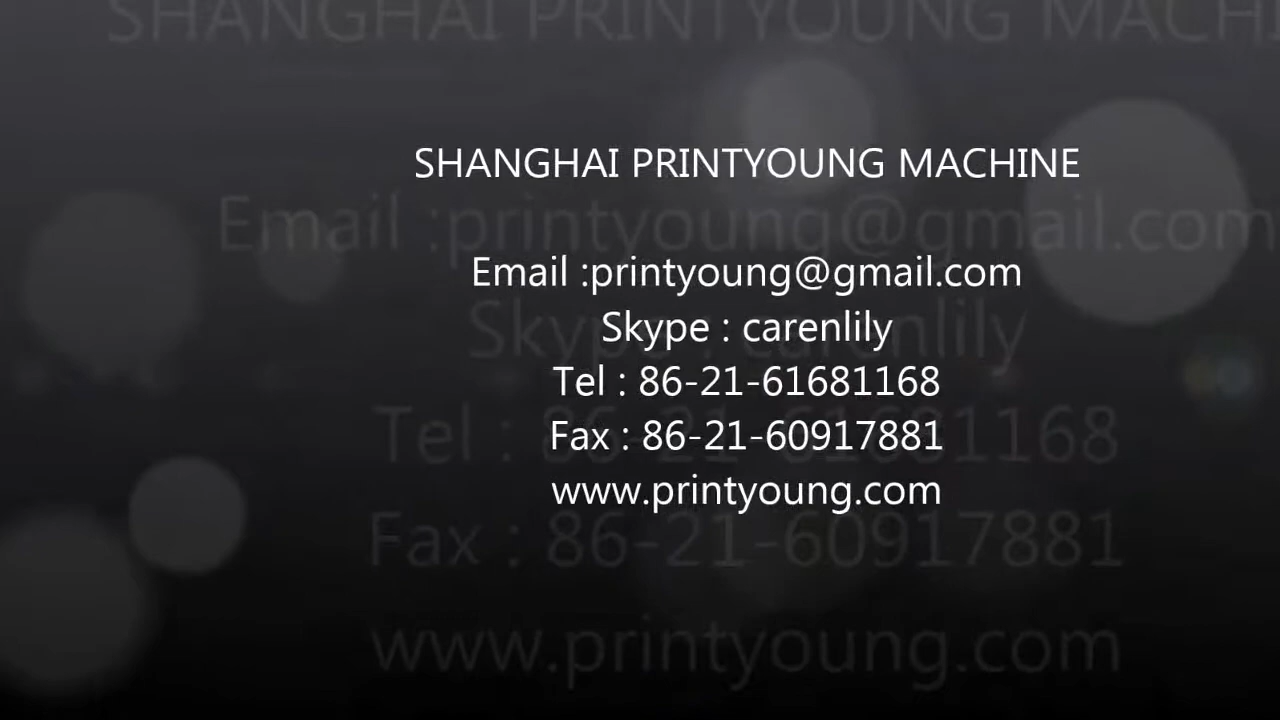 SHANGHAI PRINTYOUNG MACHINE
Email :printyoung@gmail.com
Skype : carenlily
Tel : 86-21-61681168
Fax : 86-21-60917881
www.printyoung.com